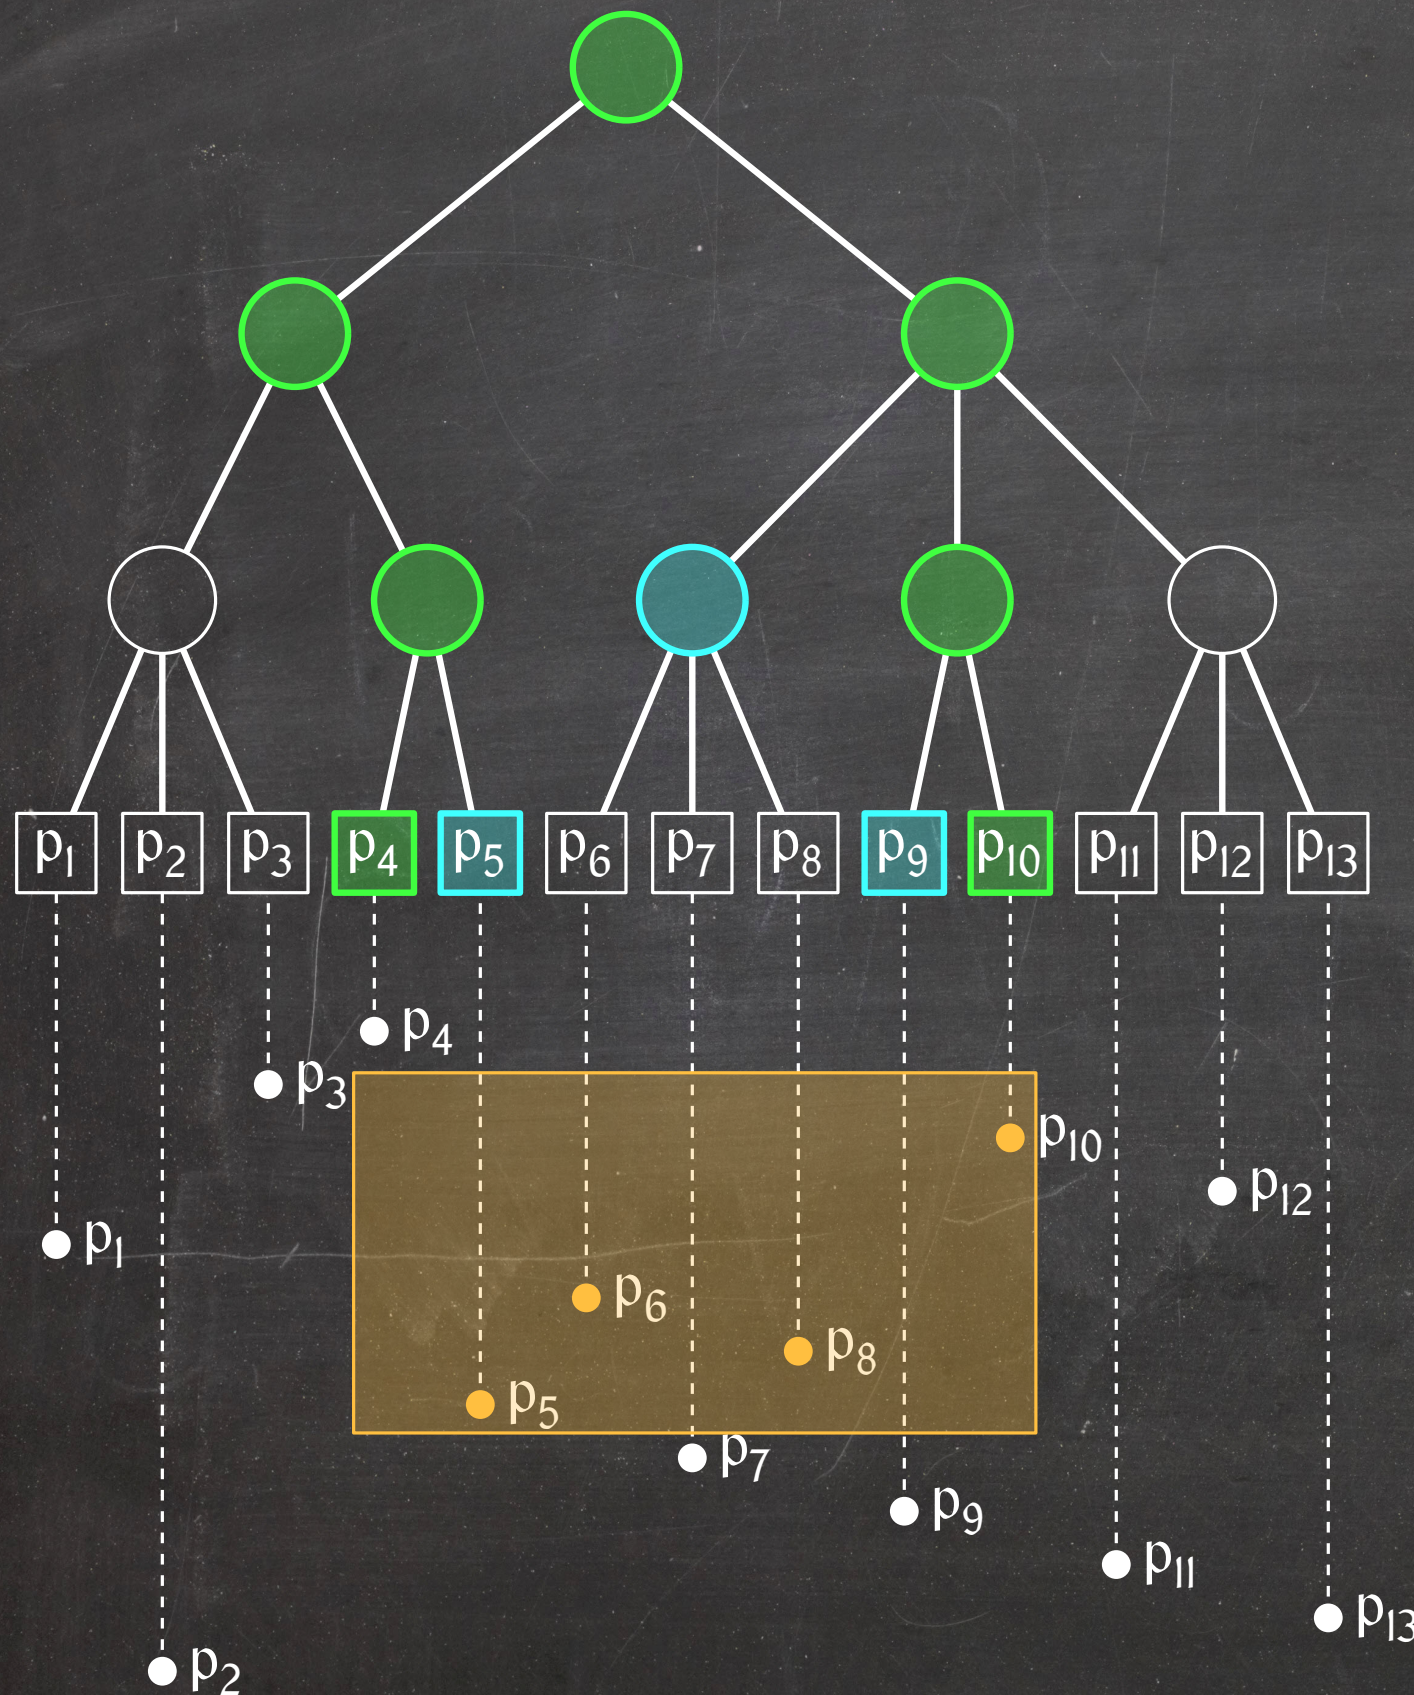 p₁ p₂ p₃ p₄ p₅ p₆ p₇ p₈ p₉ p₁₀ p₁₁ p₁₂ p₁₃
p₄
p₃
p₁₀
p₁₂
p₁
p₆
p₈
p₅
p₇
p₉
p₁₁
p₁₃
p₂